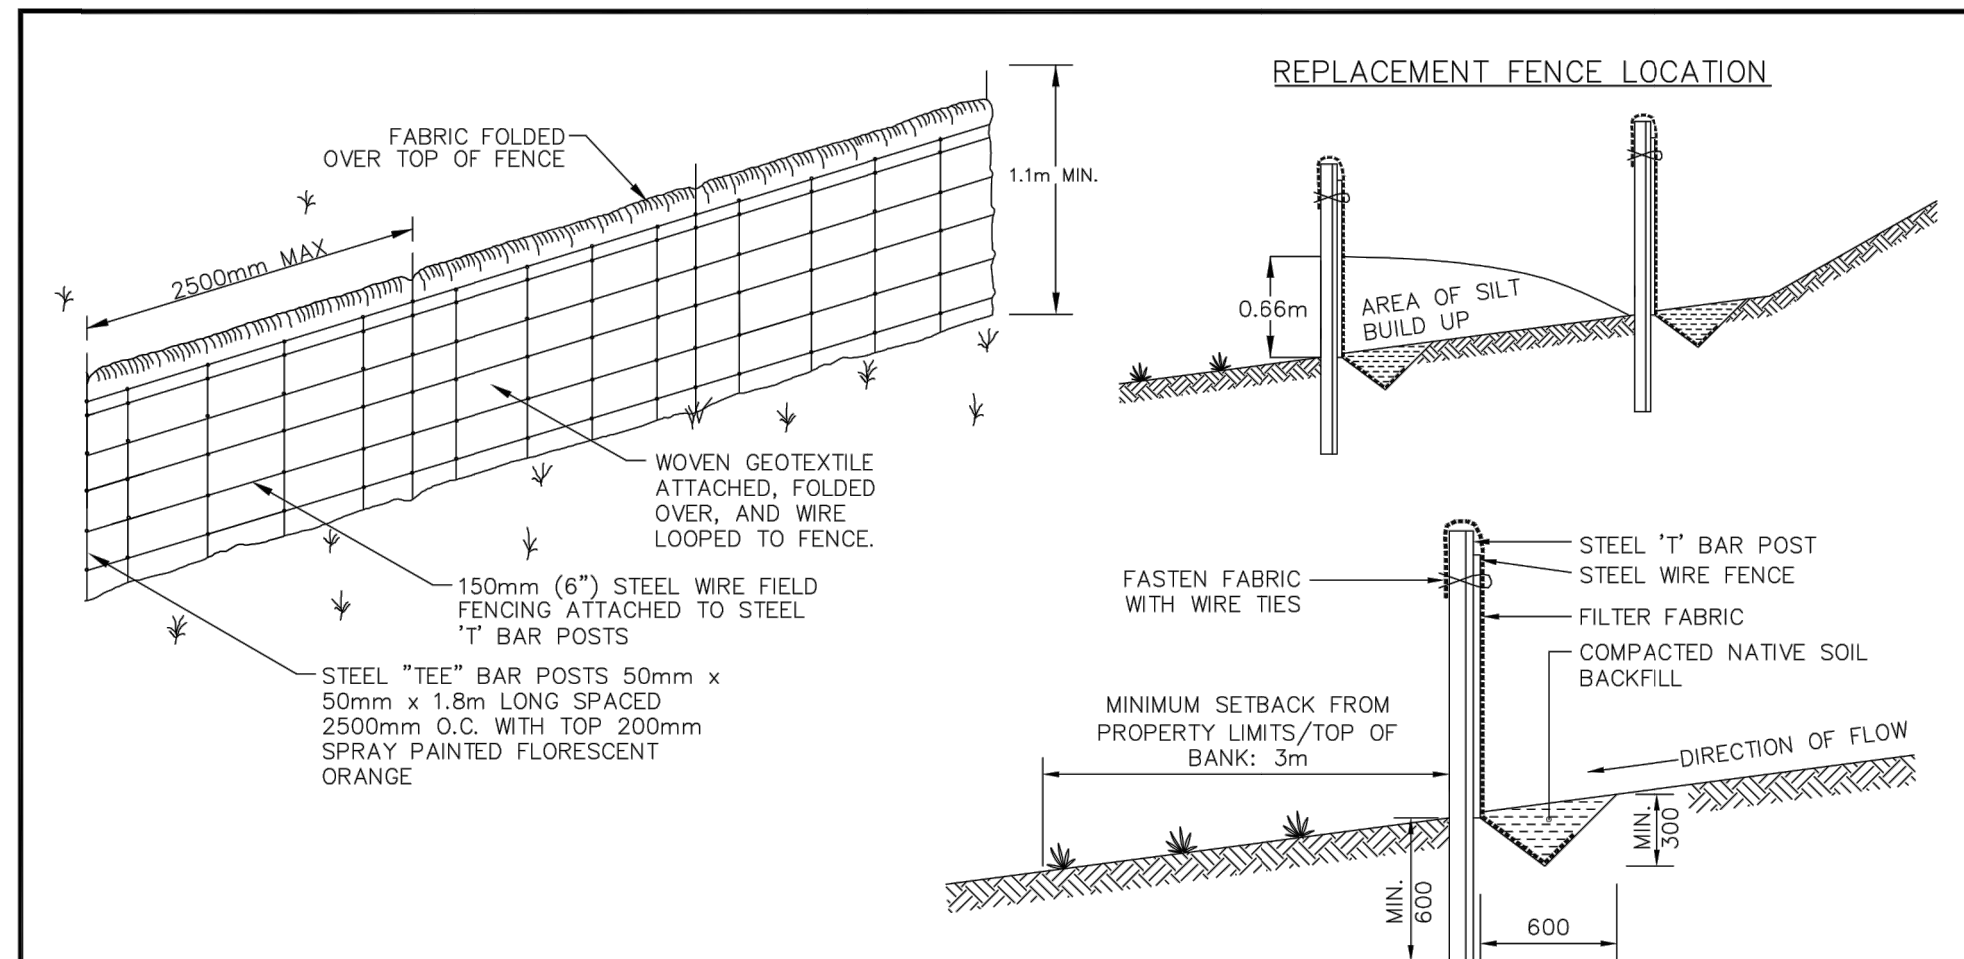 FABRIC FOLDED
OVER TOP OF FENCE
2500mm MAX
1.1m MIN.
WOVEN GEOTEXTILE
ATTACHED, FOLDED
OVER, AND WIRE
LOOPED TO FENCE.
150mm (6") STEEL WIRE FIELD
FENCING ATTACHED TO STEEL
'T' BAR POSTS
STEEL "TEE" BAR POSTS 50mm x
50mm x 1.8m LONG SPACED
2500mm O.C. WITH TOP 200mm
SPRAY PAINTED FLORESCENT
ORANGE
REPLACEMENT FENCE LOCATION
0.66m
AREA OF SILT
BUILD UP
STEEL 'T' BAR POST
STEEL WIRE FENCE
FASTEN FABRIC
WITH WIRE TIES
FILTER FABRIC
COMPACTED NATIVE SOIL
BACKFILL
MINIMUM SETBACK FROM
PROPERTY LIMITS/TOP OF
BANK: 3m
DIRECTION OF FLOW
MIN.
300
MIN.
600
600